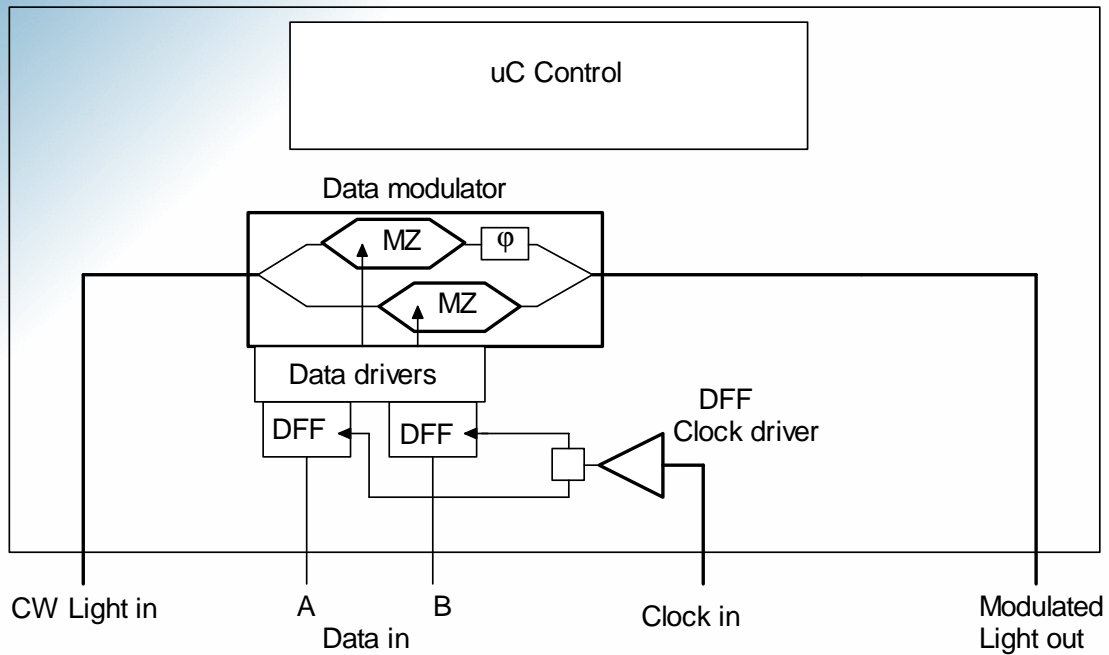 uC Control
Data modulator
MZ
φ
MZ
Data drivers
DFF
DFF
DFF
Clock driver
CW Light in
A
B
Data in
Clock in
Modulated
Light out